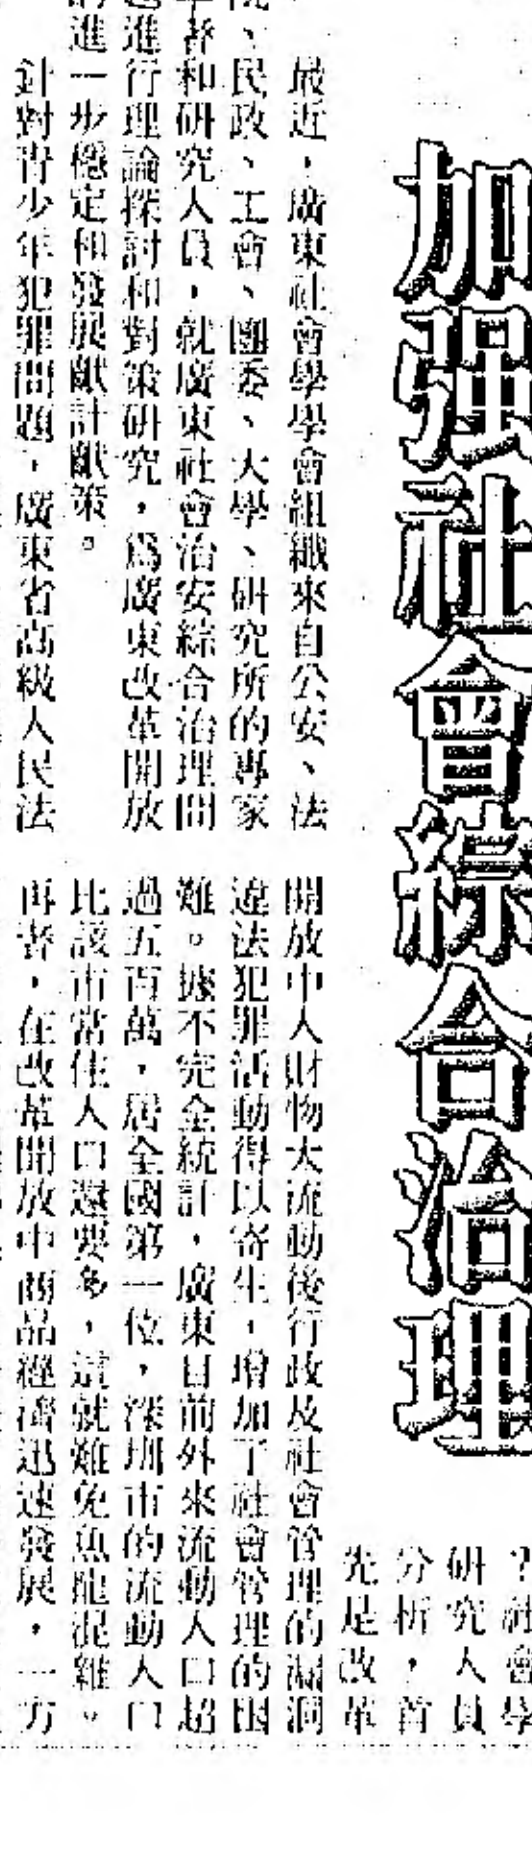 加强社會綜合治理
最近，廣東社會學學會組織來自公安、法
、民政、工會、團委、大學、研究所的專家
者和研究人員，就廣東社會治安綜合治理問
進行理論探討和對策研究，爲廣東改革開放
進一步穩定和發展獻計獻策。
針對青少年犯罪問題，廣東省高級人民法
？社會學
研究人員
分析，首
先是改革
開放中人財物大流動後行政及社會管理的漏洞
違法犯罪活動得以寄生，增加了社會管理的困
難。據不完全統計，廣東目前外來流動人口超
過五百萬，居全國第一位，深圳市的流動人口
比該市常住人口還要多，這就難免魚龍混雜。
再者，在改革開放中商品經濟迅速發展，一方